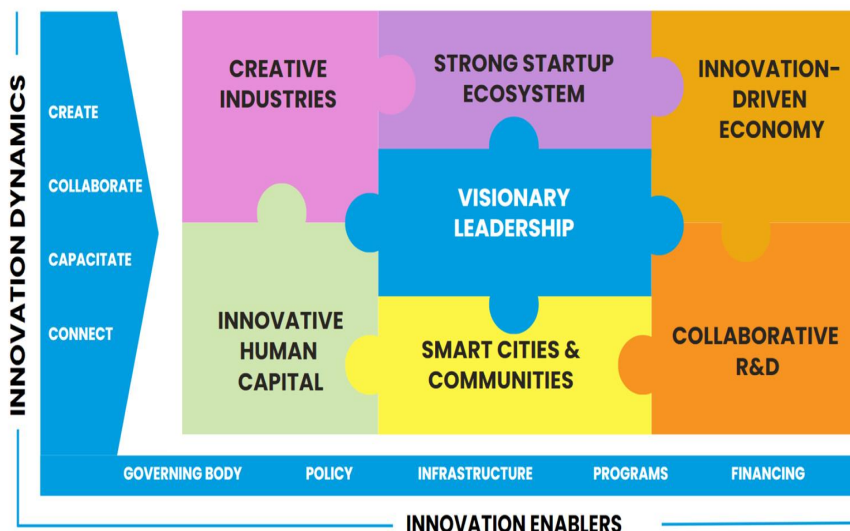 INNOVATION DYNAMICS
CREATE
COLLABORATE
CAPACITATE
CONNECT
CREATIVE
INDUSTRIES
STRONG STARTUP
ECOSYSTEM
INNOVATION-
DRIVEN
ECONOMY
VISIONARY
LEADERSHIP
INNOVATIVE
HUMAN
CAPITAL
SMART CITIES &
COMMUNITIES
COLLABORATIVE
R&D
GOVERNING BODY
POLICY
INFRASTRUCTURE
PROGRAMS
FINANCING
INNOVATION ENABLERS